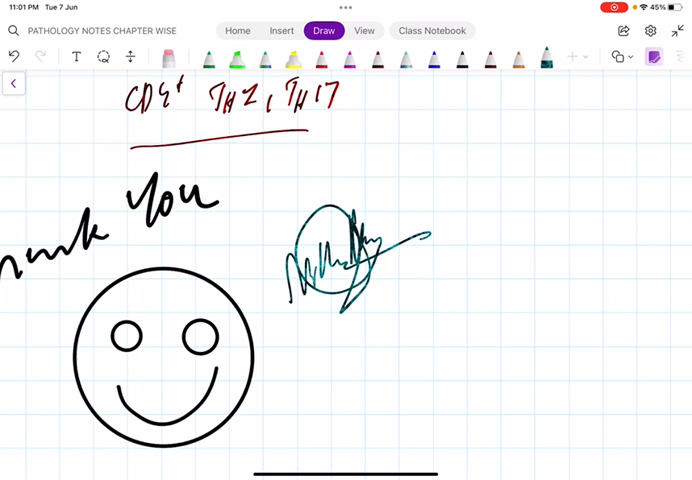 11:01 PM Tue 7 Jun
45%
PATHOLOGY NOTES CHAPTER WISE
Home Insert Draw View Class Notebook
CD4+ TH2, TH17
Thank You